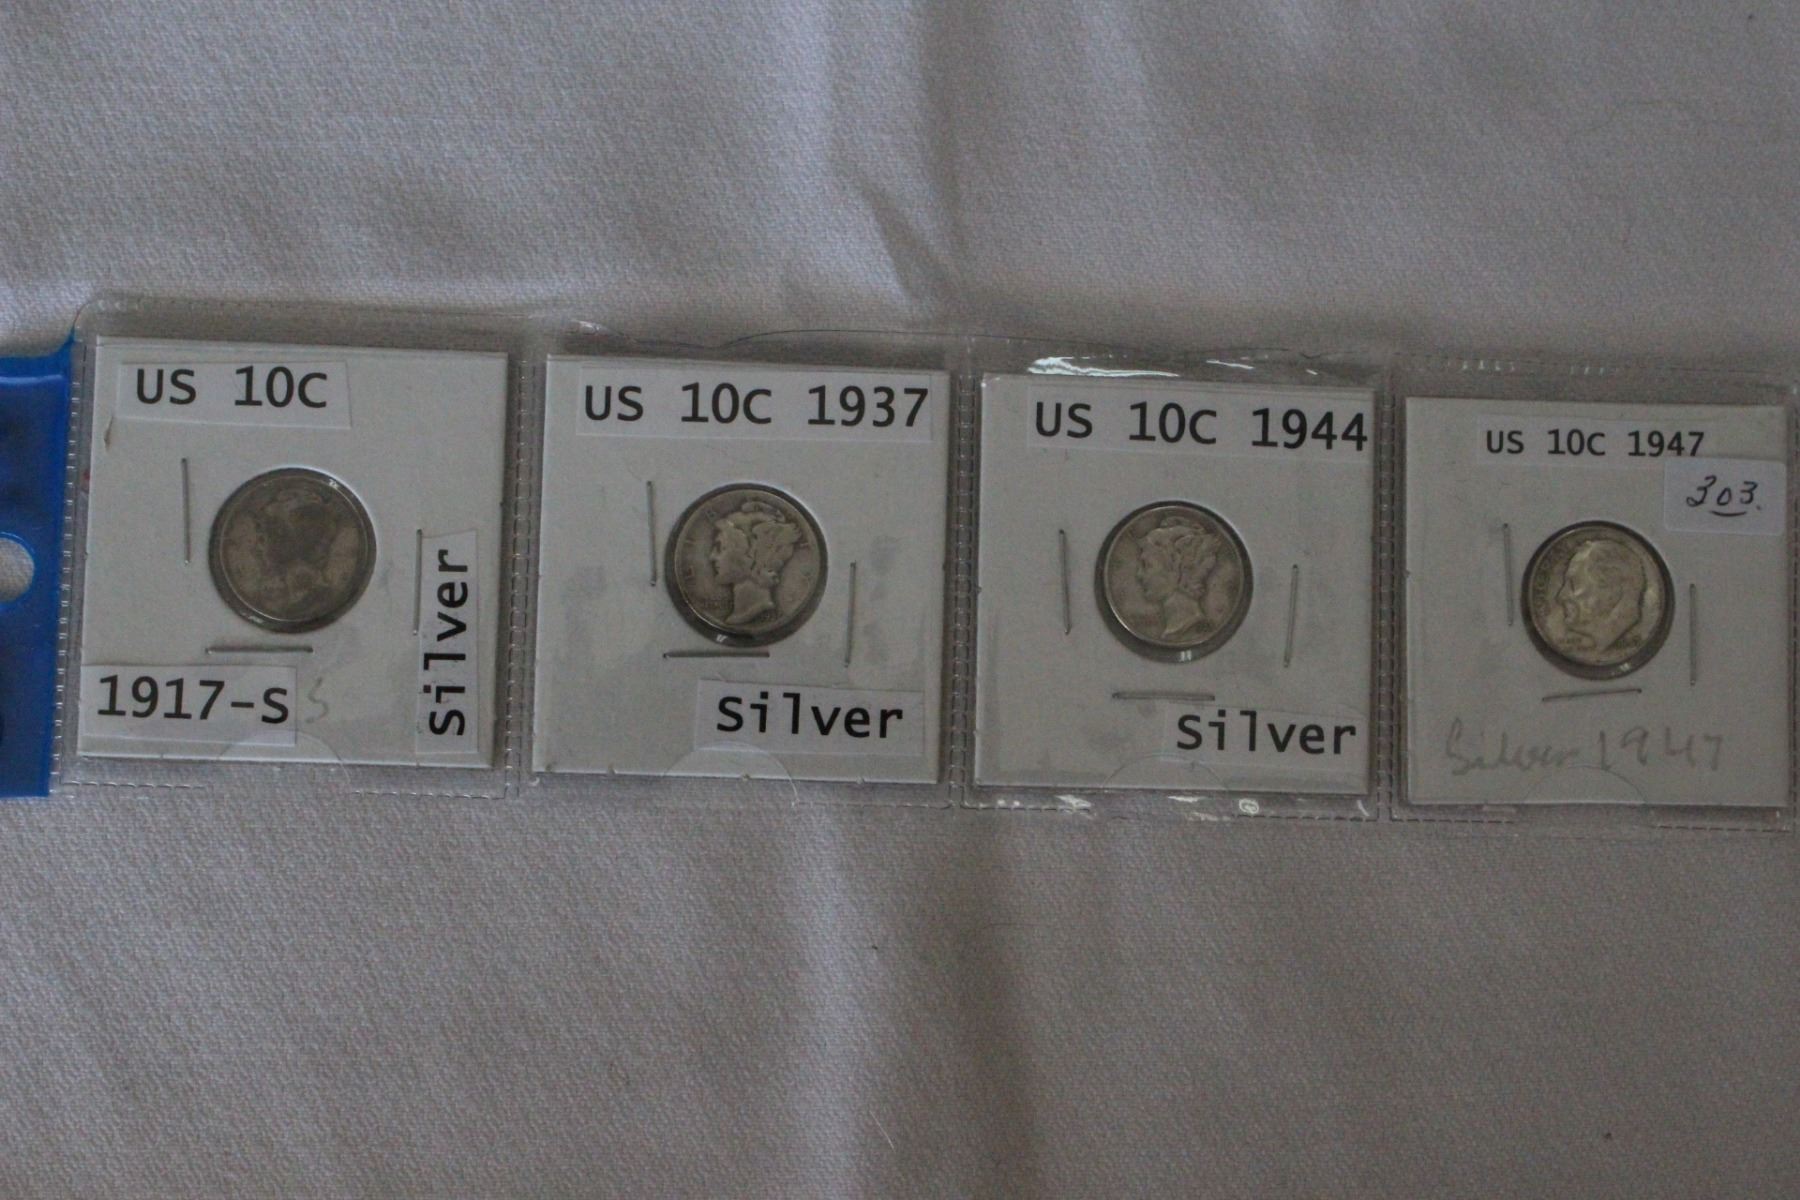 US 10C
Silver
1917-S S
US 10C 1937
Silver
US 10C 1944
Silver
US 10C 1947
303.
Silver 1947